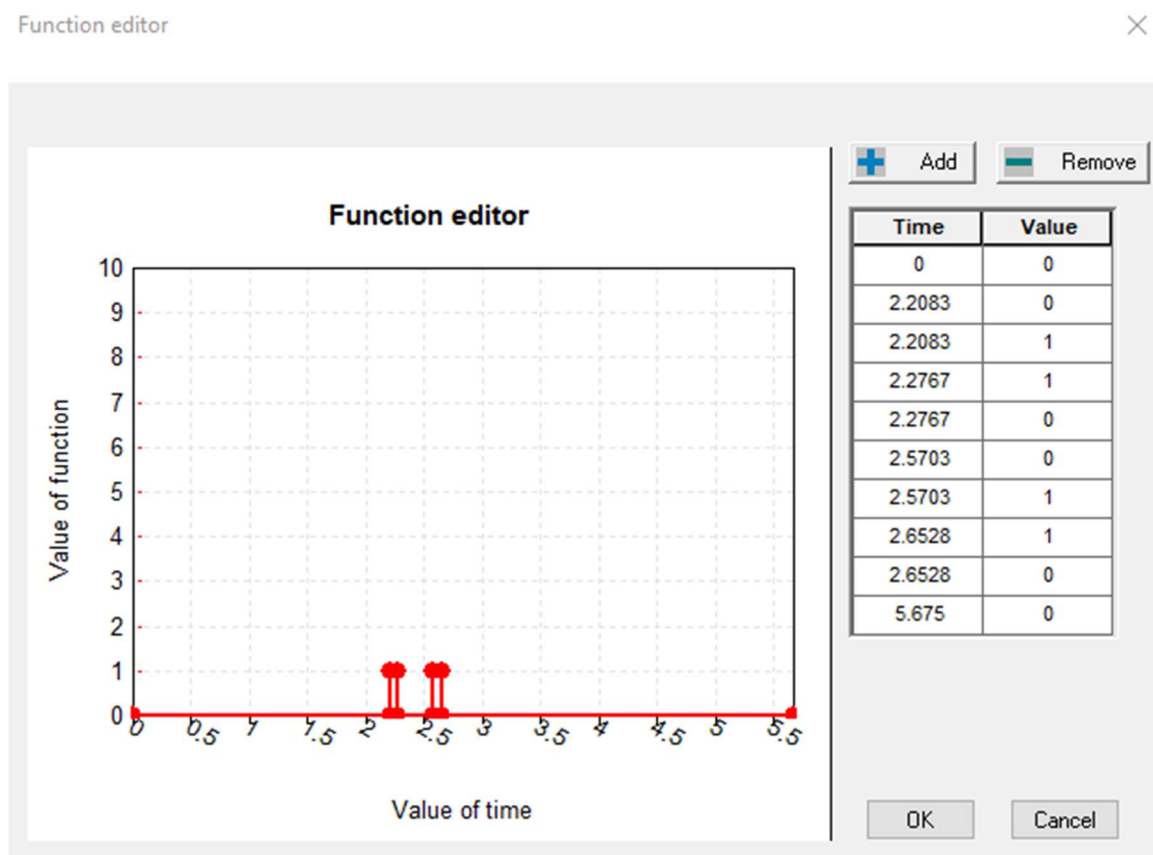 Function editor
Add
Remove
Function editor
Time Value
0 0
2.2083 0
2.2083 1
2.2767 1
2.2767 0
2.5703 0
2.5703 1
2.6528 1
2.6528 0
5.675 0
Value of function
10
9
8
7
6
5
4
3
2
1
0
0 0.5 1 1.5 2 2.5 3 3.5 4 4.5 5 5.5
Value of time
OK
Cancel